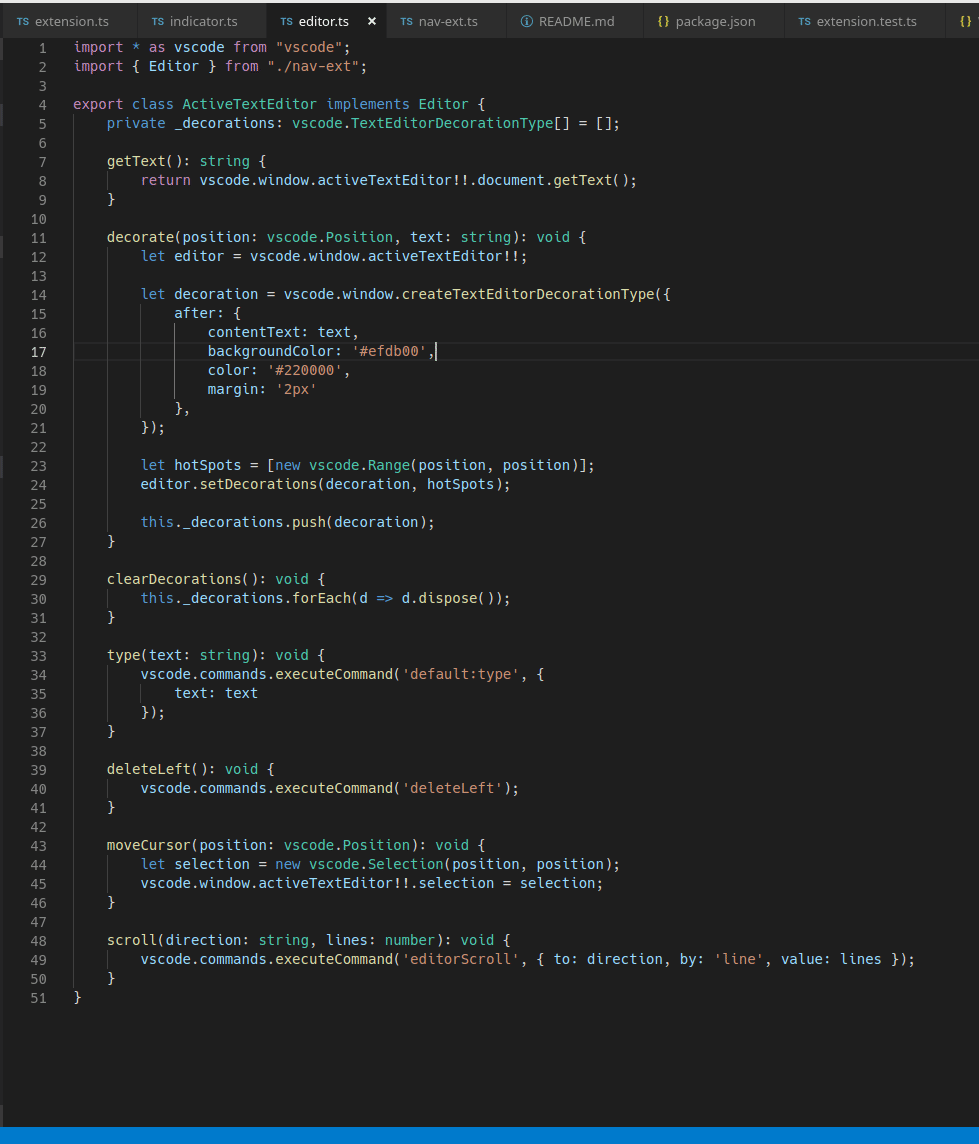 TS extension.ts TS indicator.ts TS editor.ts × TS nav-ext.ts ⓘ README.md {} package.json TS extension.test.ts {}
1 import * as vscode from "vscode";
2 import { Editor } from "./nav-ext";
3
4 export class ActiveTextEditor implements Editor {
5     private _decorations: vscode.TextEditorDecorationType[] = [];
6
7     getText(): string {
8         return vscode.window.activeTextEditor!!.document.getText();
9     }
10
11     decorate(position: vscode.Position, text: string): void {
12         let editor = vscode.window.activeTextEditor!!;
13
14         let decoration = vscode.window.createTextEditorDecorationType({
15             after: {
16                 contentText: text,
17                 backgroundColor: '#efdb00',
18                 color: '#220000',
19                 margin: '2px'
20             },
21         });
22
23         let hotSpots = [new vscode.Range(position, position)];
24         editor.setDecorations(decoration, hotSpots);
25
26         this._decorations.push(decoration);
27     }
28
29     clearDecorations(): void {
30         this._decorations.forEach(d => d.dispose());
31     }
32
33     type(text: string): void {
34         vscode.commands.executeCommand('default:type', {
35             text: text
36         });
37     }
38
39     deleteLeft(): void {
40         vscode.commands.executeCommand('deleteLeft');
41     }
42
43     moveCursor(position: vscode.Position): void {
44         let selection = new vscode.Selection(position, position);
45         vscode.window.activeTextEditor!!.selection = selection;
46     }
47
48     scroll(direction: string, lines: number): void {
49         vscode.commands.executeCommand('editorScroll', { to: direction, by: 'line', value: lines });
50     }
51 }